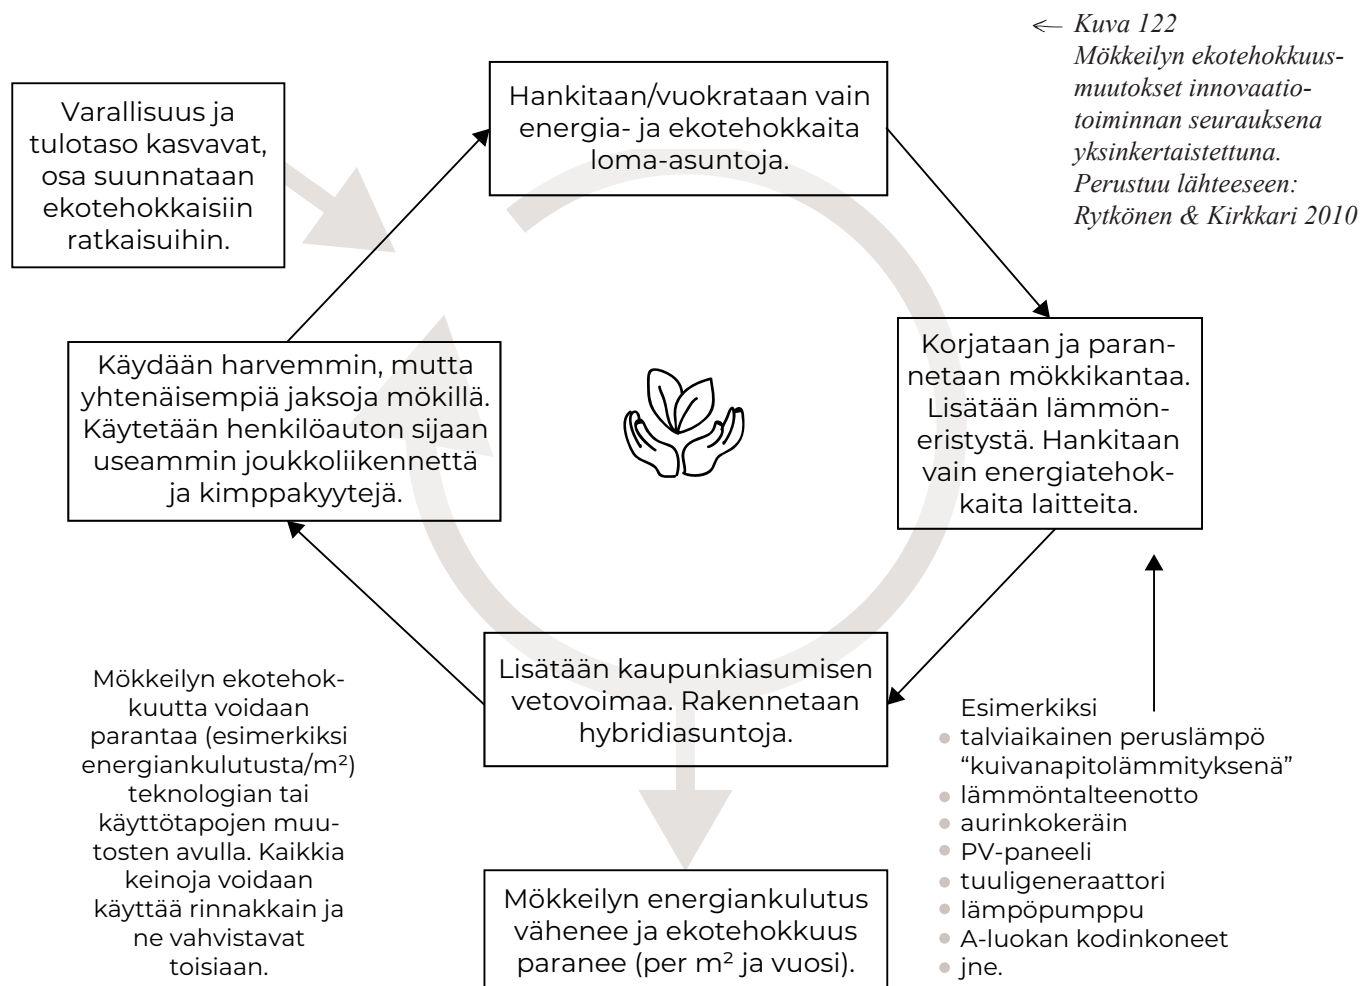 Kuva 122
Mökkeilyn ekotehokkuus-
muutokset innovaatio-
toiminnan seurauksena
yksinkertaistettuna.
Perustuu lähteeseen:
Rytkönen & Kirkkari 2010
Varallisuus ja
tulotaso kasvavat,
osa suunnataan
ekotehokkaisiin
ratkaisuihin.
Hankitaan/vuokrataan vain
energia- ja ekotehokkaita
loma-asuntoja.
Korjataan ja paran-
netaan mökkikantaa.
Lisätään lämmön-
eristystä. Hankitaan
vain energiatehok-
kaita laitteita.
Käydään harvemmin, mutta
yhtenäisempiä jaksoja mökillä.
Käytetään henkilöauton sijaan
useammin joukkoliikennettä
ja kimppakyytejä.
Lisätään kaupunkiasumisen
vetovoimaa. Rakennetaan
hybridiasuntoja.
Mökkeilyn ekotehok-
kuutta voidaan
parantaa (esimerkiksi
energiankulutusta/m²)
teknologian tai
käyttötapojen muu-
tosten avulla. Kaikkia
keinoja voidaan
käyttää rinnakkain ja
ne vahvistavat
toisiaan.
Mökkeilyn energiankulutus
vähenee ja ekotehokkuus
paranee (per m² ja vuosi).
Esimerkiksi
• talviaikainen peruslämpö
“kuivanapitolämmityksenä”
• lämmöntalteenotto
• aurinkokeräin
• PV-paneeli
• tuuligeneraattori
• lämpöpumppu
• A-luokan kodinkoneet
• jne.